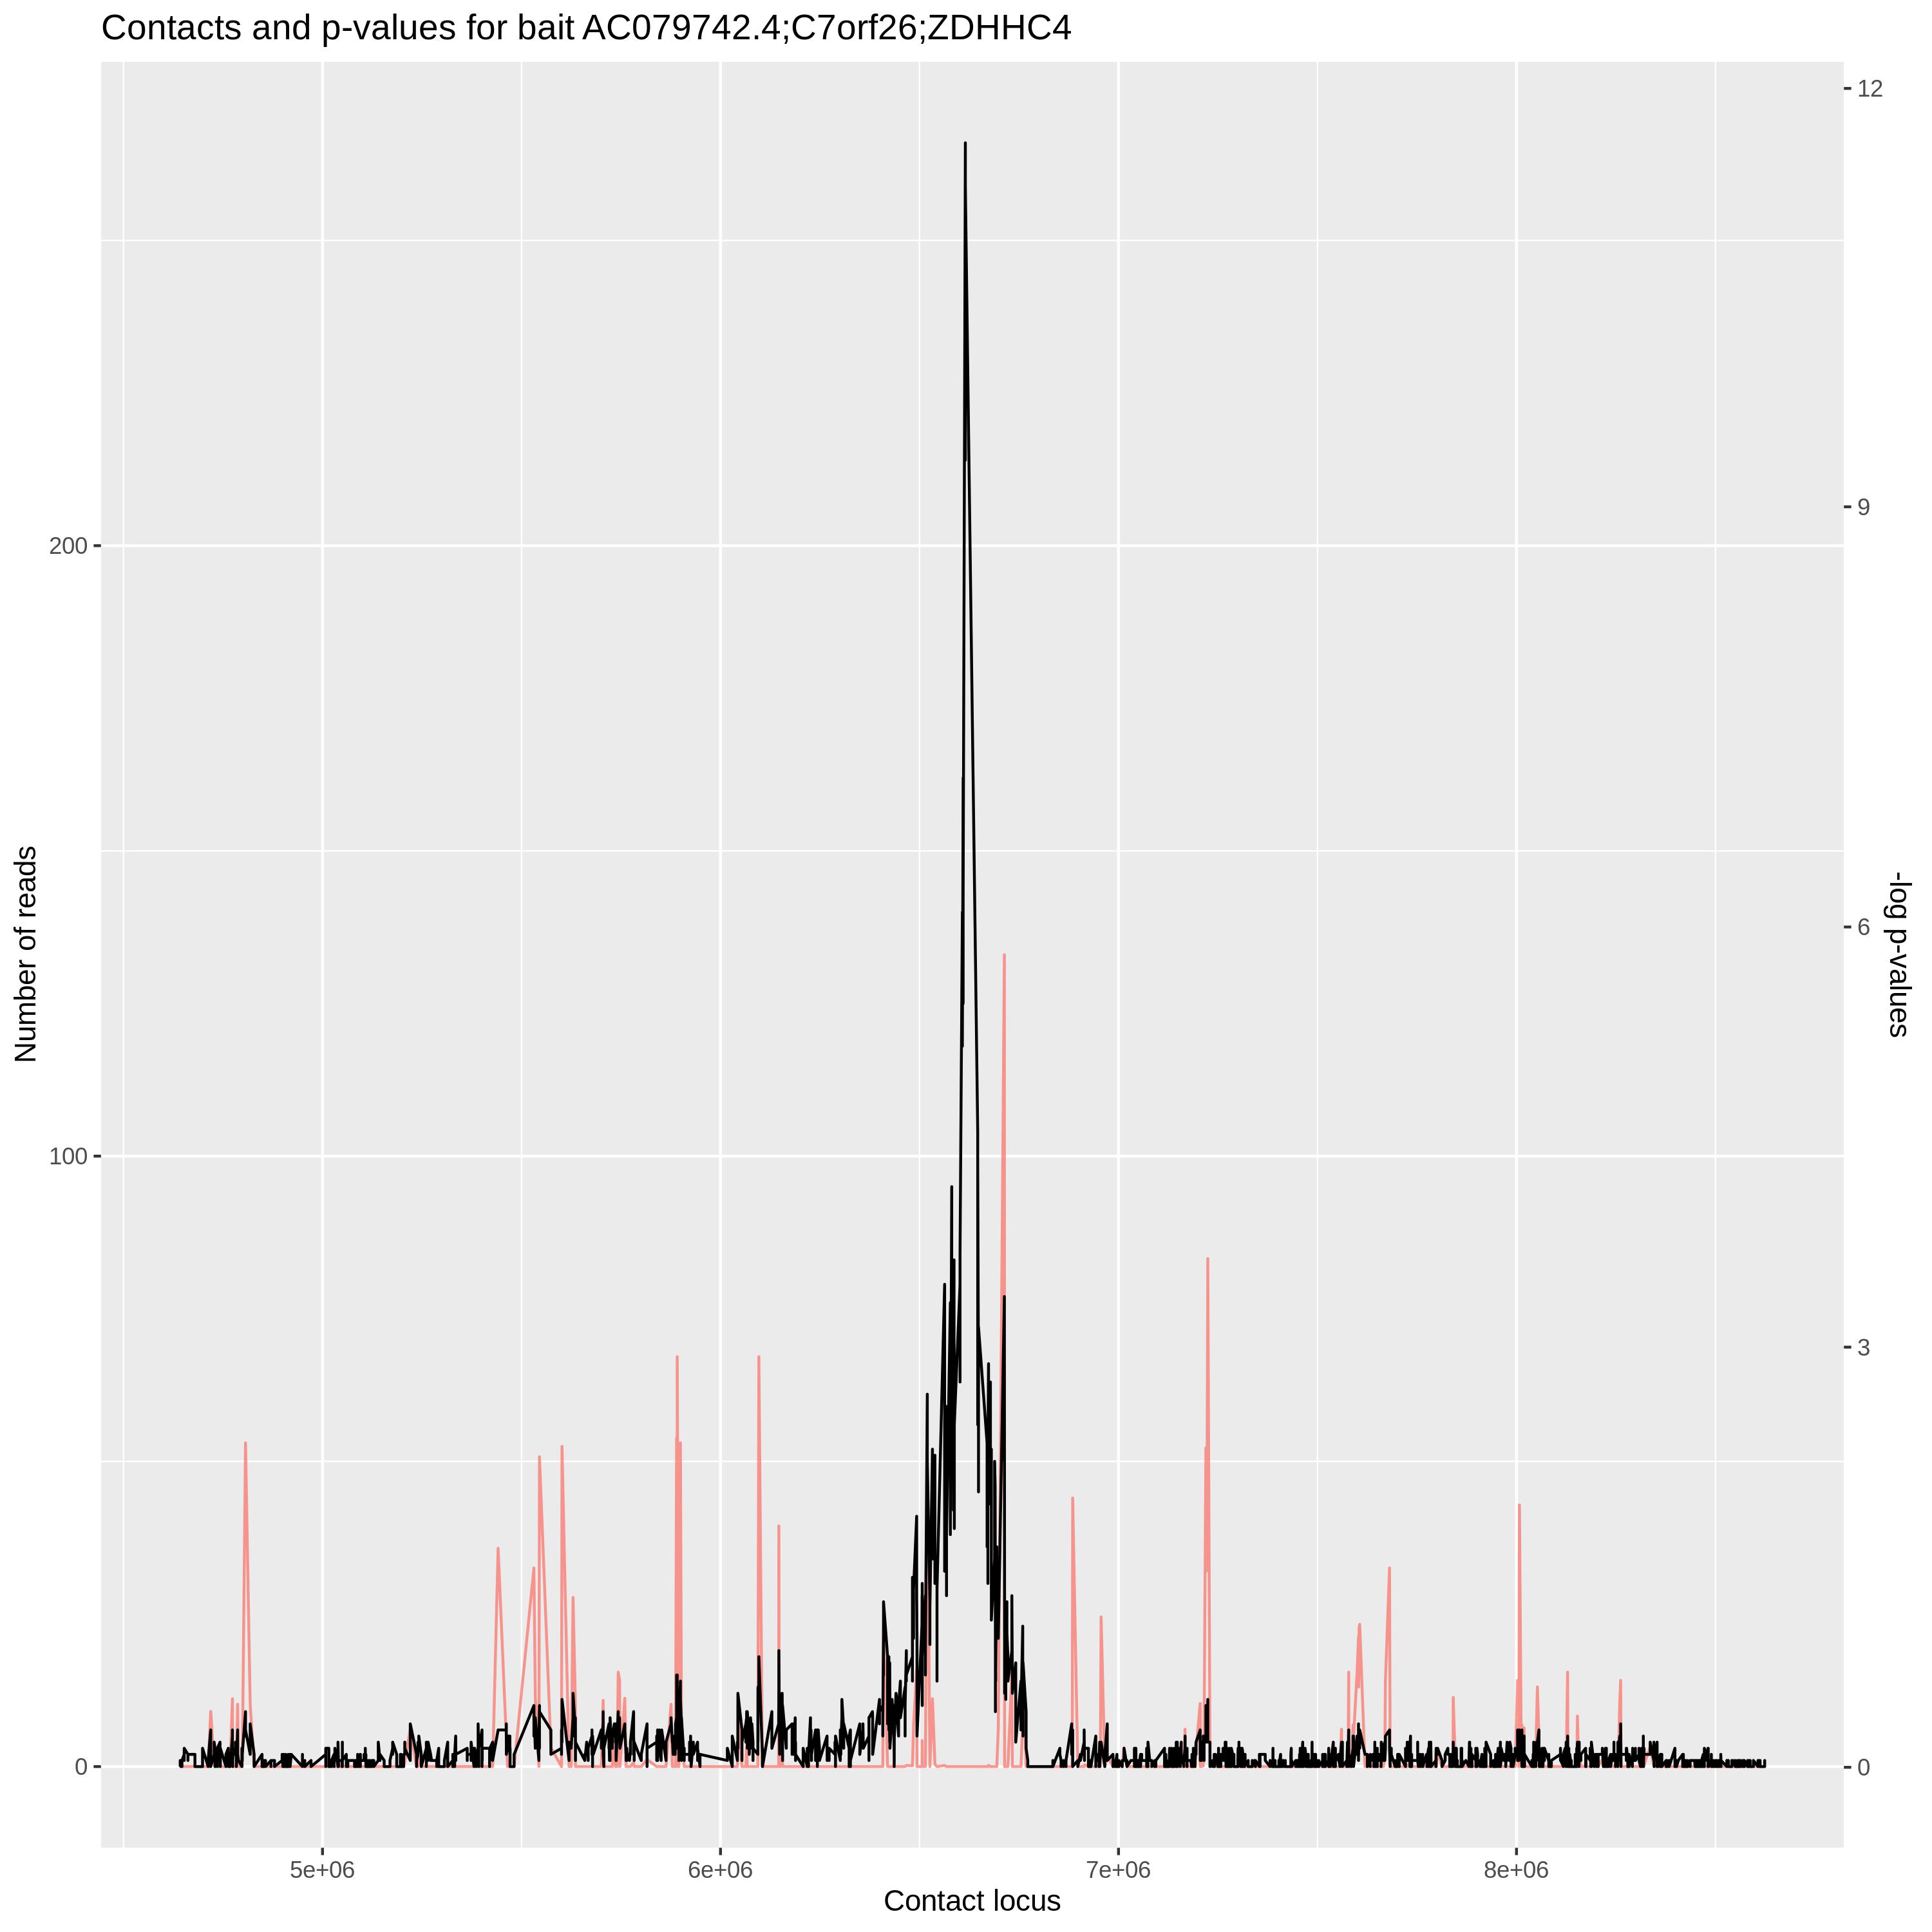 Contacts and p-values for bait AC079742.4;C7orf26;ZDHHC4
12
9
200
6
Number of reads
-log p-values
100
3
0
0
5e+06
6e+06
7e+06
8e+06
Contact locus